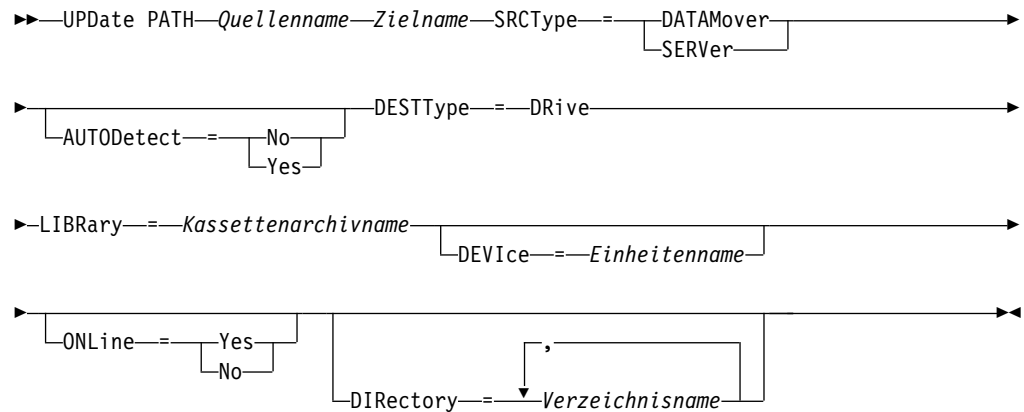 UPDate PATH Quellenname Zielname SRCType = DATAMover
SERVer
DESTType = DRive
AUTODetect = No
Yes
LIBRary = Kassettenarchivname
DEVIce = Einheitenname
ONLine = Yes
No
,
DIRectory = Verzeichnisname